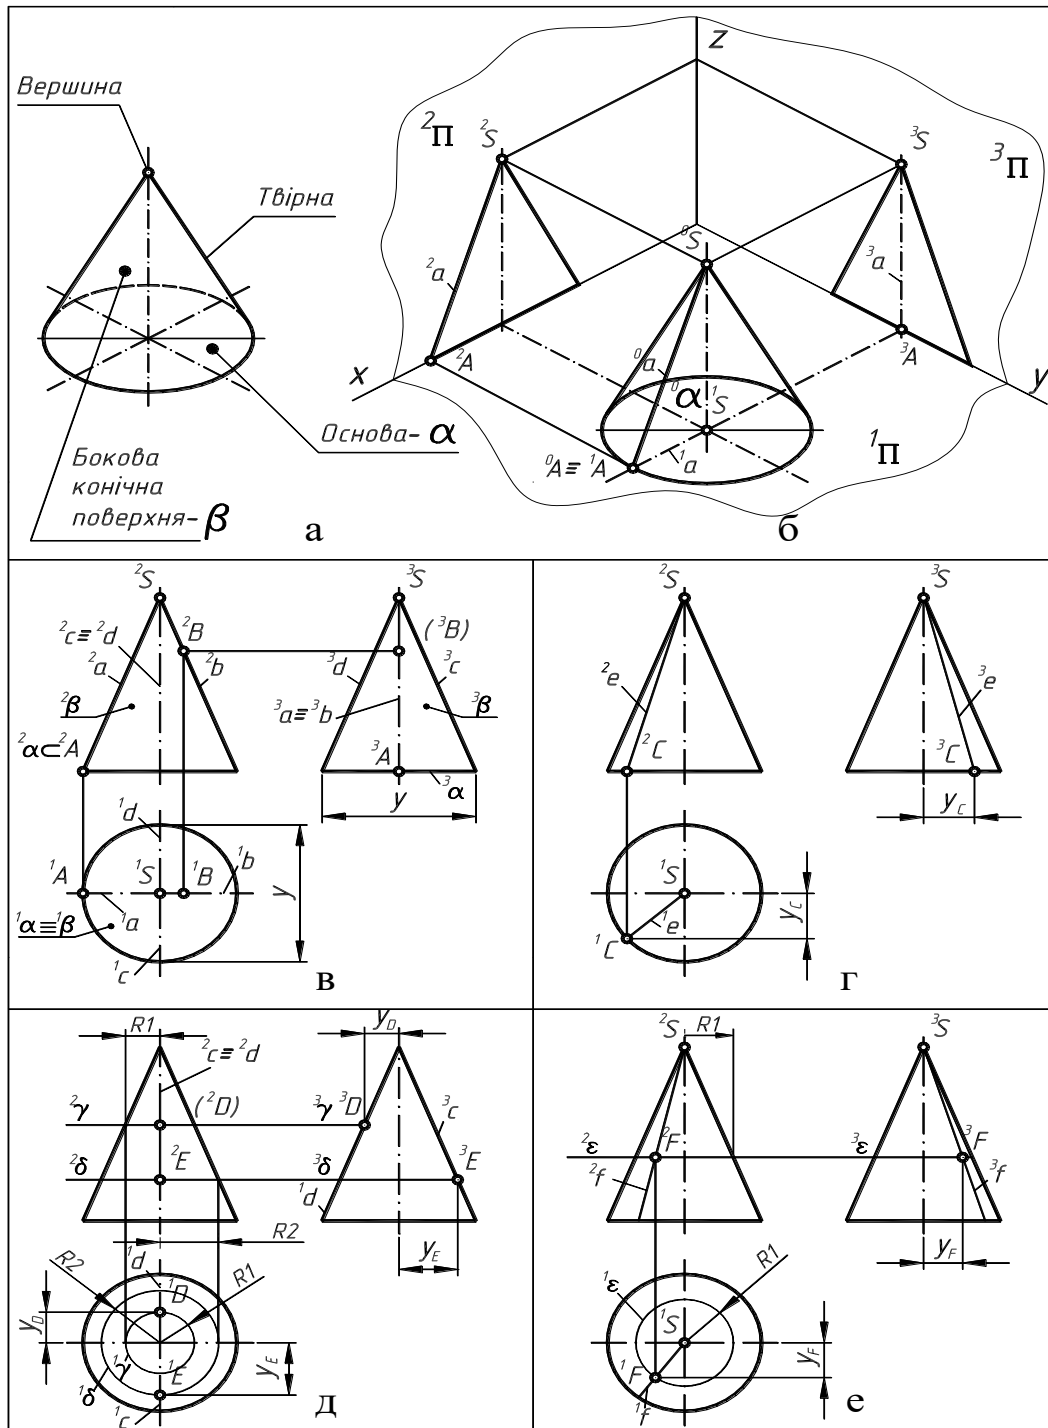 Вершина
Твірна
Основа- α
Бокова
конічна
поверхня- β
а
z
²П
²S
³S
³П
⁰S
²a
³a
²A
³A
x
y
⁰a
⁰α
¹S
¹П
⁰A≡ ¹A
¹a
б
²S
³S
²c≡ ²d
²B
(³B)
²a
²b
³d
³c
²β
³a≡ ³b
³β
²α⊂ ²A
³A
³α
y
¹d
¹A
¹S
¹B
¹b
y
¹α≡ ¹β
¹a
¹c
в
²S
³S
²e
³e
²C
³C
y_C
¹S
y_C
¹C
¹e
г
R1
y_D
²c≡ ²d
²γ
(²D)
³γ
³D
³c
²δ
²E
³δ
³E
¹d
R2
y_E
R2
¹d
¹D
R1
y_D
y_E
¹γ
¹E
¹δ
¹c
д
²S
R1
³S
²ε
²F
³ε
³F
²f
³f
y_F
R1
¹ε
¹S
y_F
¹F
¹f
е